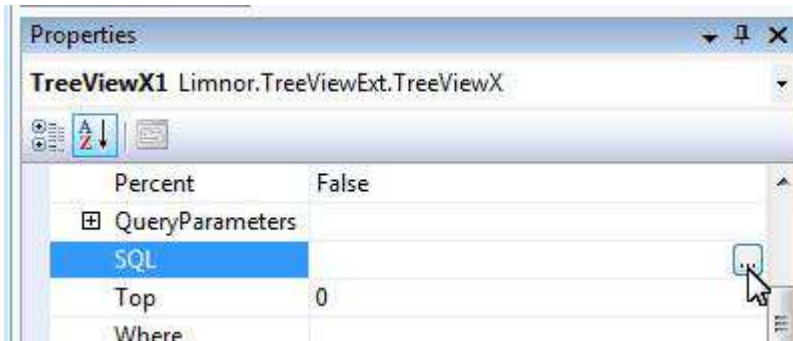 Properties
TreeViewX1 Limnor.TreeViewExt.TreeViewX
A
Z
Percent False
QueryParameters
SQL ...
Top 0
Where